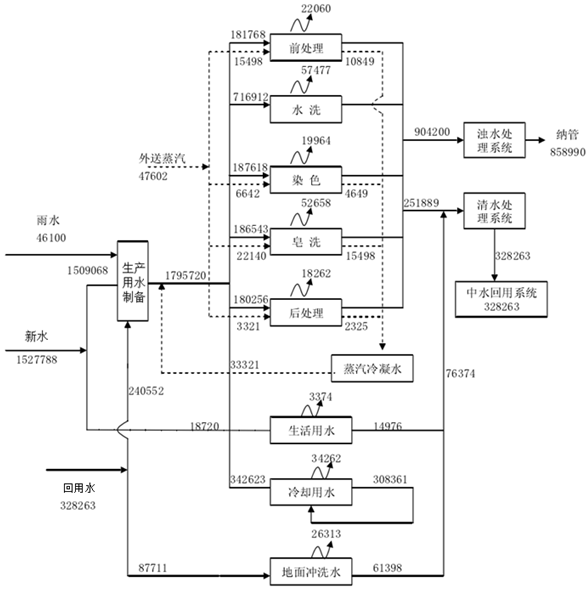 22060
181768
前处理
15498
10849
57477
716912
水 洗
外送蒸汽
47602
19964
187618
染 色
6642
4649
904200
浊水处
理系统
纳管
858990
52658
186543
皂 洗
22140
15498
251889
清水处
理系统
328263
雨水
46100
1509068
生产
用水
制备
1795720
18262
180256
后处理
3321
2325
中水回用系统
328263
新水
1527788
33321
蒸汽冷凝水
76374
240552
3374
18720
生活用水
14976
回用水
328263
34262
342623
冷却用水
308361
26313
87711
地面冲洗水
61398